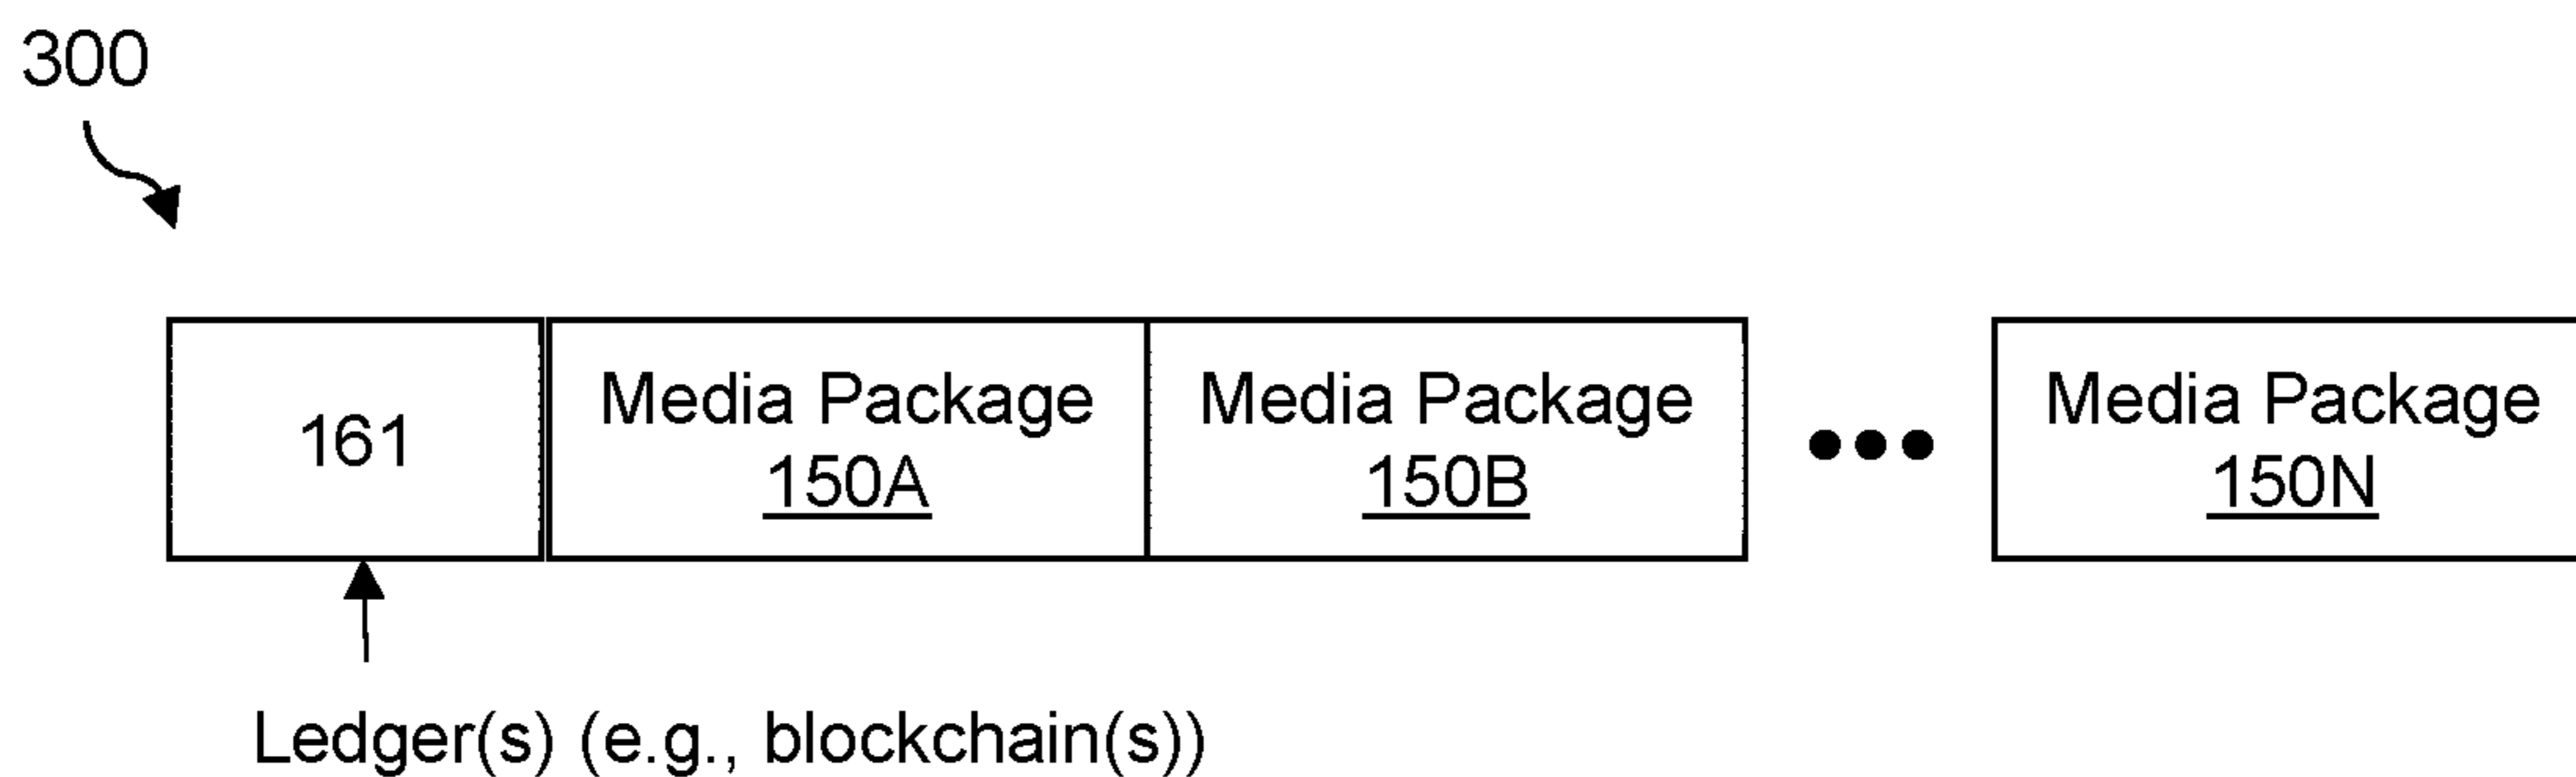 300
161
Media Package
150A
Media Package
150B
Media Package
150N
Ledger(s) (e.g., blockchain(s))